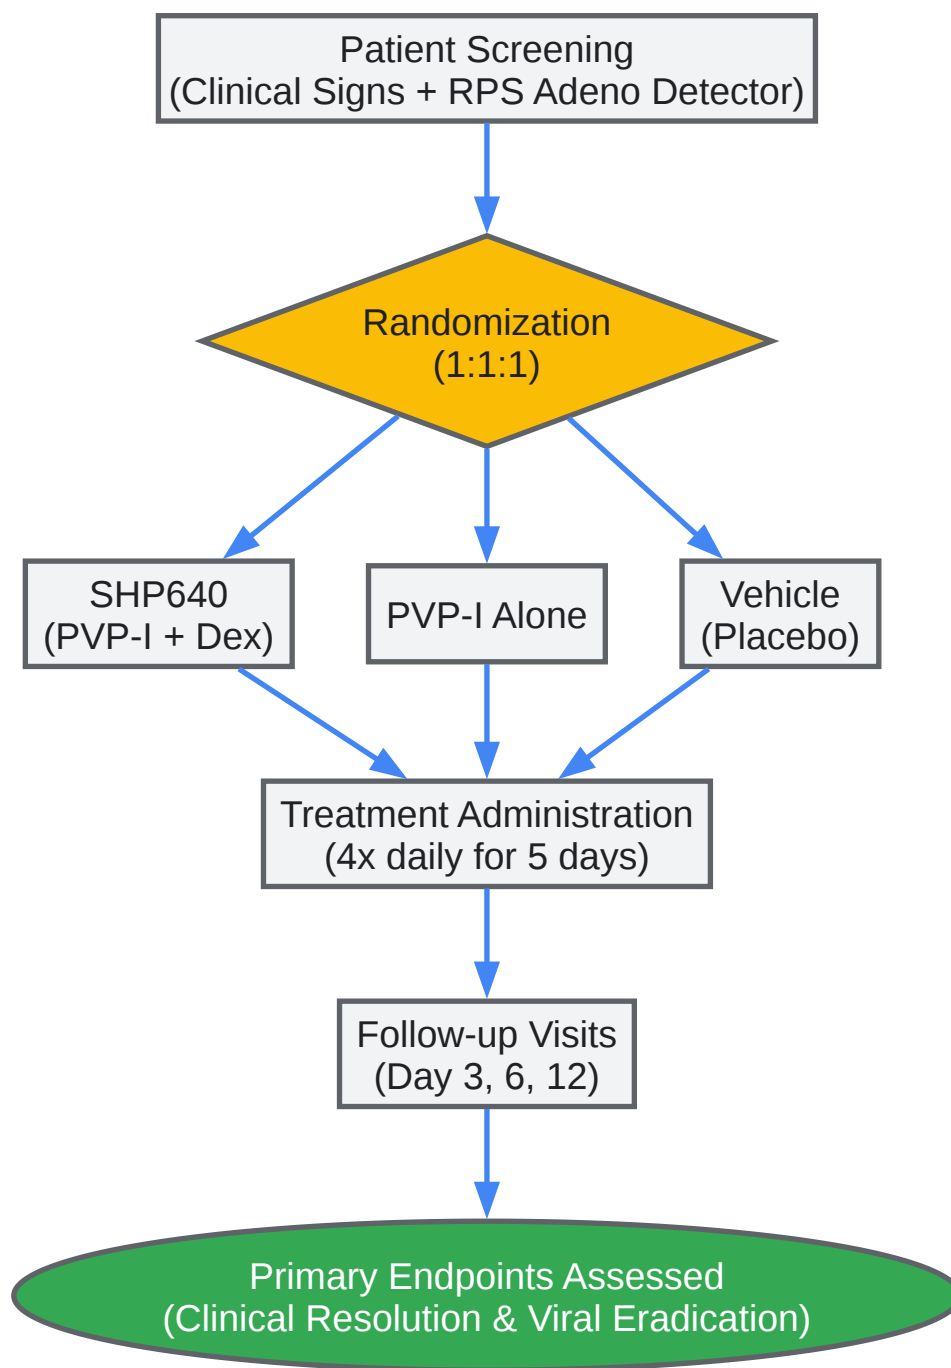 Patient Screening
(Clinical Signs + RPS Adeno Detector)
Randomization
(1:1:1)
SHP640
(PVP-I + Dex)
PVP-I Alone
Vehicle
(Placebo)
Treatment Administration
(4x daily for 5 days)
Follow-up Visits
(Day 3, 6, 12)
Primary Endpoints Assessed
(Clinical Resolution & Viral Eradication)